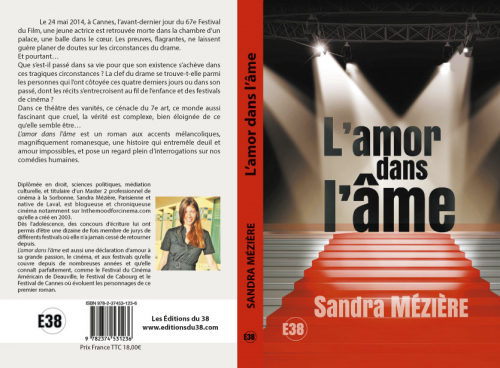 Le 24 mai 2014, à Cannes, l'avant-dernier jour du 67e Festival
du Film, une jeune actrice est retrouvée morte dans la chambre d'un
palace, une balle dans le cœur. Les preuves, flagrantes, ne laissent
guère planer de doutes sur les circonstances du drame.
Et pourtant…
Que s'est-il passé dans sa vie pour que son existence s'achève dans
ces tragiques circonstances ? La clef du drame se trouve-t-elle parmi
les personnes qui l'ont côtoyée ces quatre derniers jours ou dans son
passé, dont les récits s'entrecroisent au fil de l'enfance et des festivals
de cinéma ?
Dans ce théâtre des vanités, ce cénacle du 7e art, ce monde aussi
fascinant que cruel, la vérité est complexe, bien éloignée de ce
qu'elle semble être…
L'amor dans l'âme est un roman aux accents mélancoliques,
magnifiquement romanesque, une histoire qui entremêle deuil et
amour impossibles, et pose un regard plein d'interrogations sur nos
comédies humaines.
Diplômée en droit, sciences politiques, médiation
culturelle, et titulaire d'un Master 2 professionnel de
cinéma à la Sorbonne, Sandra Mézière, Parisienne et
native de Laval, est blogueuse et chroniqueuse
cinéma notamment sur Inthemoodforcinema.com
qu'elle a créé en 2003.
Dès l'adolescence, des concours d'écriture lui ont
permis d'être une dizaine de fois membre de jurys de
différents festivals où elle n'a jamais cessé de retourner
depuis.
L'amor dans l'âme est aussi une déclaration d'amour à
sa grande passion, le cinéma, et aux festivals qu'elle
couvre depuis de nombreuses années et qu'elle
connaît parfaitement, comme le Festival du Cinéma
Américain de Deauville, le Festival de Cabourg et le
Festival de Cannes où évoluent les personnages de ce
premier roman.
E38
ISBN 978-2-37453-123-6
9 782374 531236
Prix France TTC 18,00€
Les Éditions du 38
www.editionsdu38.com
L'amor dans l'âme
SANDRA MÉZIÈRE
E38
L'amor
dans
l'âme
Sandra MÉZIÈRE
E38